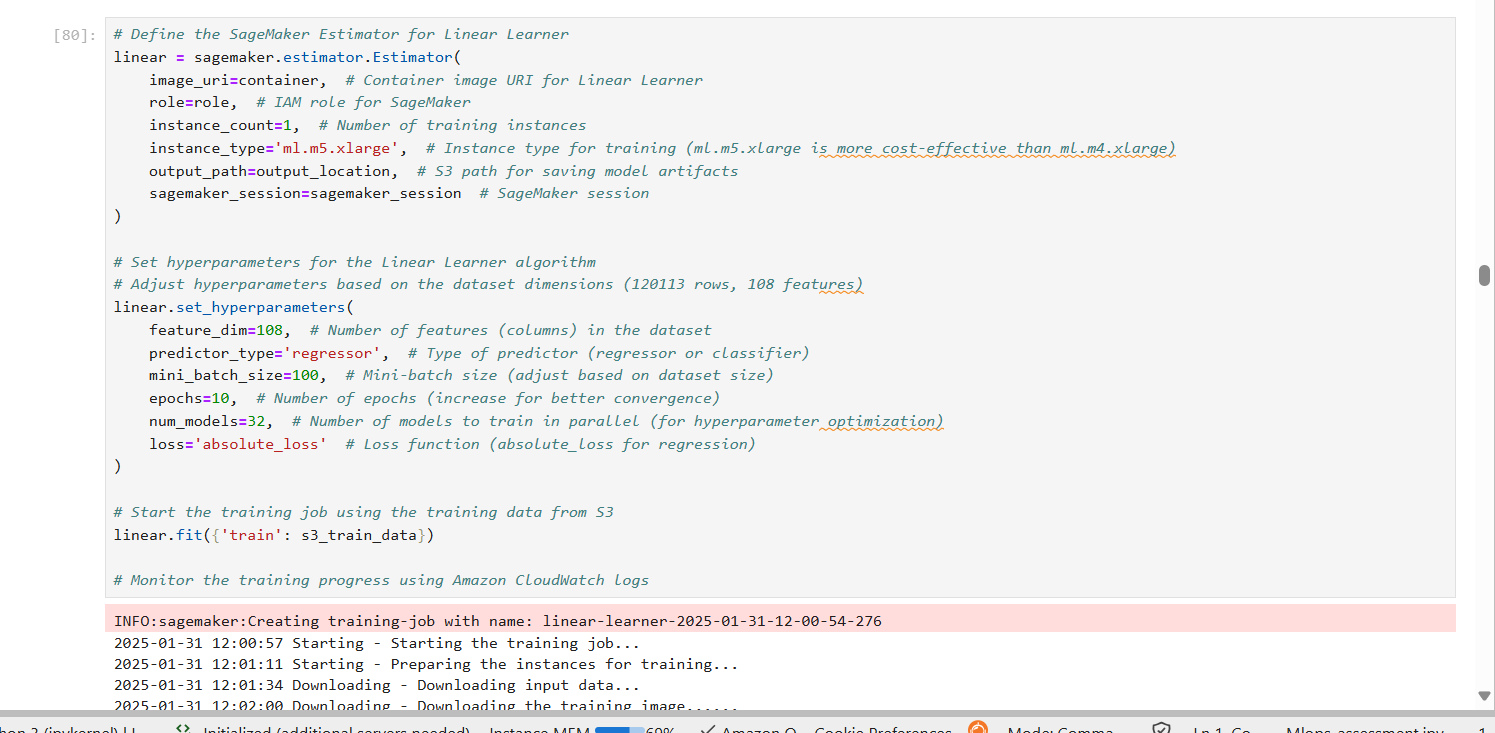 [80]:
# Define the SageMaker Estimator for Linear Learner
linear = sagemaker.estimator.Estimator(
    image_uri=container,  # Container image URI for Linear Learner
    role=role,  # IAM role for SageMaker
    instance_count=1,  # Number of training instances
    instance_type='ml.m5.xlarge',  # Instance type for training (ml.m5.xlarge is more cost-effective than ml.m4.xlarge)
    output_path=output_location,  # S3 path for saving model artifacts
    sagemaker_session=sagemaker_session  # SageMaker session
)
# Set hyperparameters for the Linear Learner algorithm
# Adjust hyperparameters based on the dataset dimensions (120113 rows, 108 features)
linear.set_hyperparameters(
    feature_dim=108,  # Number of features (columns) in the dataset
    predictor_type='regressor',  # Type of predictor (regressor or classifier)
    mini_batch_size=100,  # Mini-batch size (adjust based on dataset size)
    epochs=10,  # Number of epochs (increase for better convergence)
    num_models=32,  # Number of models to train in parallel (for hyperparameter optimization)
    loss='absolute_loss'  # Loss function (absolute_loss for regression)
)
# Start the training job using the training data from S3
linear.fit({'train': s3_train_data})
# Monitor the training progress using Amazon CloudWatch logs
INFO:sagemaker:Creating training-job with name: linear-learner-2025-01-31-12-00-54-276
2025-01-31 12:00:57 Starting - Starting the training job...
2025-01-31 12:01:11 Starting - Preparing the instances for training...
2025-01-31 12:01:34 Downloading - Downloading input data...
2025-01-31 12:02:00 Downloading - Downloading the training image......
3 (ipykernel) | Initialized (additional servers needed) Instance MEM Amazon Q Cookie Preferences Mode: Comma Ln 1, Co Mlops-assessment.ipy 1